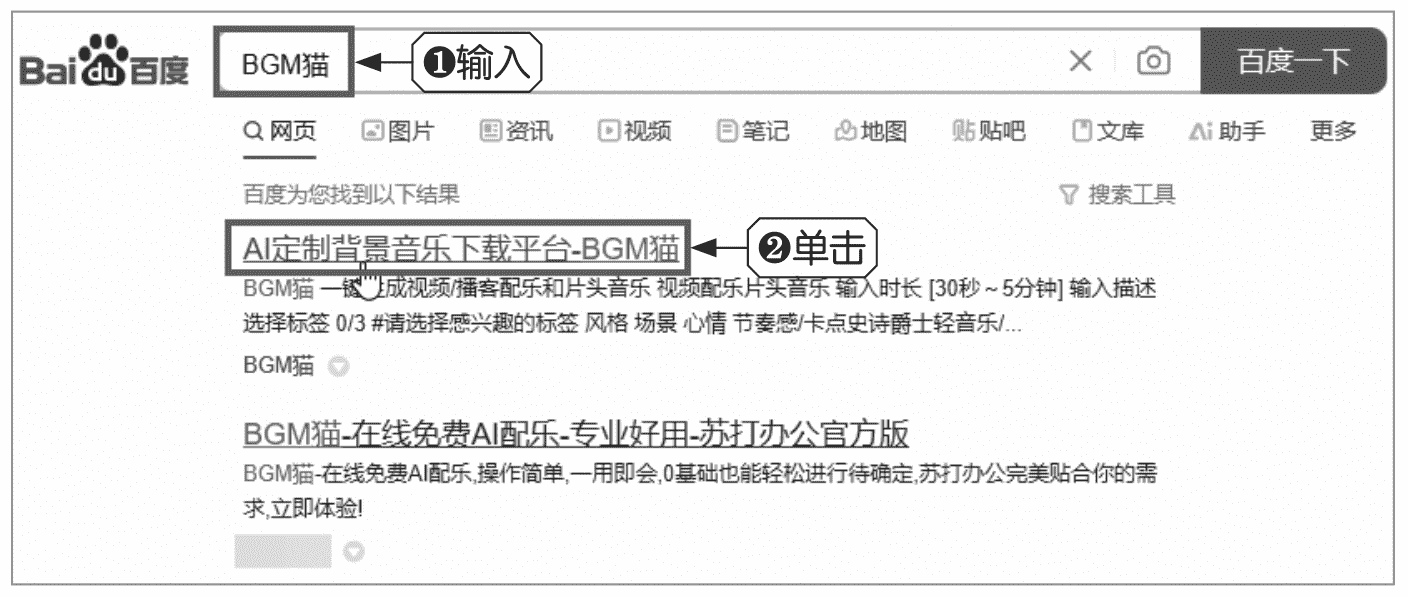 Bai du 百度 BGM猫 ❶输入 百度一下
网页 图片 资讯 视频 笔记 地图 贴吧 文库 Ai助手 更多
百度为您找到以下结果 搜索工具
AI定制背景音乐下载平台-BGM猫 ❷单击
BGM猫 一键 成视频/播客配乐和片头音乐 视频配乐片头音乐 输入时长 [30秒 ~ 5分钟] 输入描述
选择标签 0/3 #请选择感兴趣的标签 风格 场景 心情 节奏感/卡点史诗爵士轻音乐/...
BGM猫
BGM猫-在线免费AI配乐-专业好用-苏打办公官方版
BGM猫-在线免费AI配乐,操作简单,一用即会,0基础也能轻松进行待确定,苏打办公完美贴合你的需
求,立即体验!